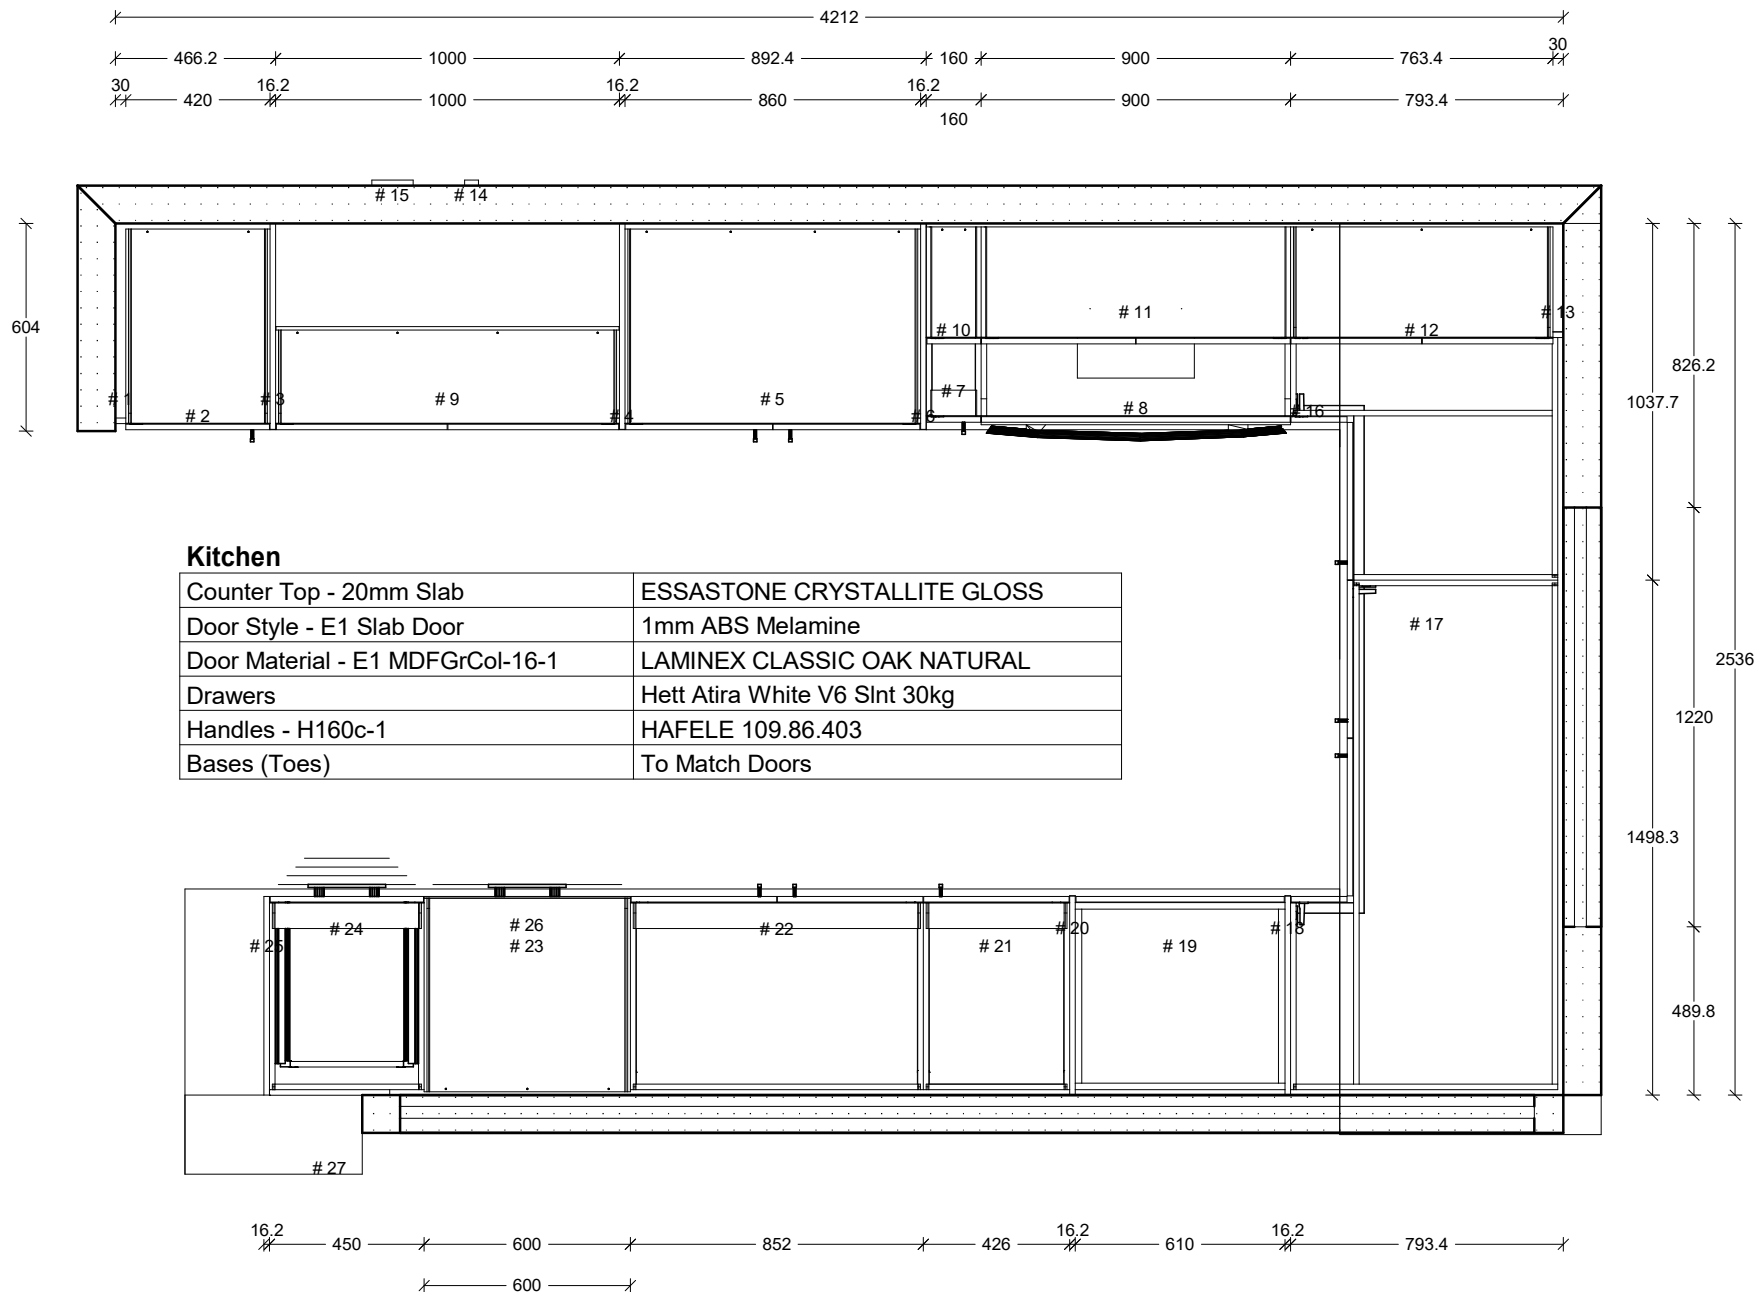 4212
466.2 1000 892.4 160 900 763.4 30
30 16.2 16.2 16.2
420 1000 860 900 793.4
160
# 15 # 14
604
# 11 # 13
# 10 # 12
# 7
# 1 # 3 # 9 # 5 # 8 # 16
# 2 # 4 # 6
826.2
1037.7
Kitchen
Counter Top - 20mm Slab ESSASTONE CRYSTALLITE GLOSS
Door Style - E1 Slab Door 1mm ABS Melamine
Door Material - E1 MDFGrCol-16-1 LAMINEX CLASSIC OAK NATURAL
Drawers Hett Atira White V6 Slnt 30kg
Handles - H160c-1 HAFELE 109.86.403
Bases (Toes) To Match Doors
# 17
2536
1220
1498.3
489.8
# 24 # 26 # 22 # 20 # 18
# 25 # 23 # 21 # 19
# 27
16.2 16.2 16.2
450 600 852 426 610 793.4
600